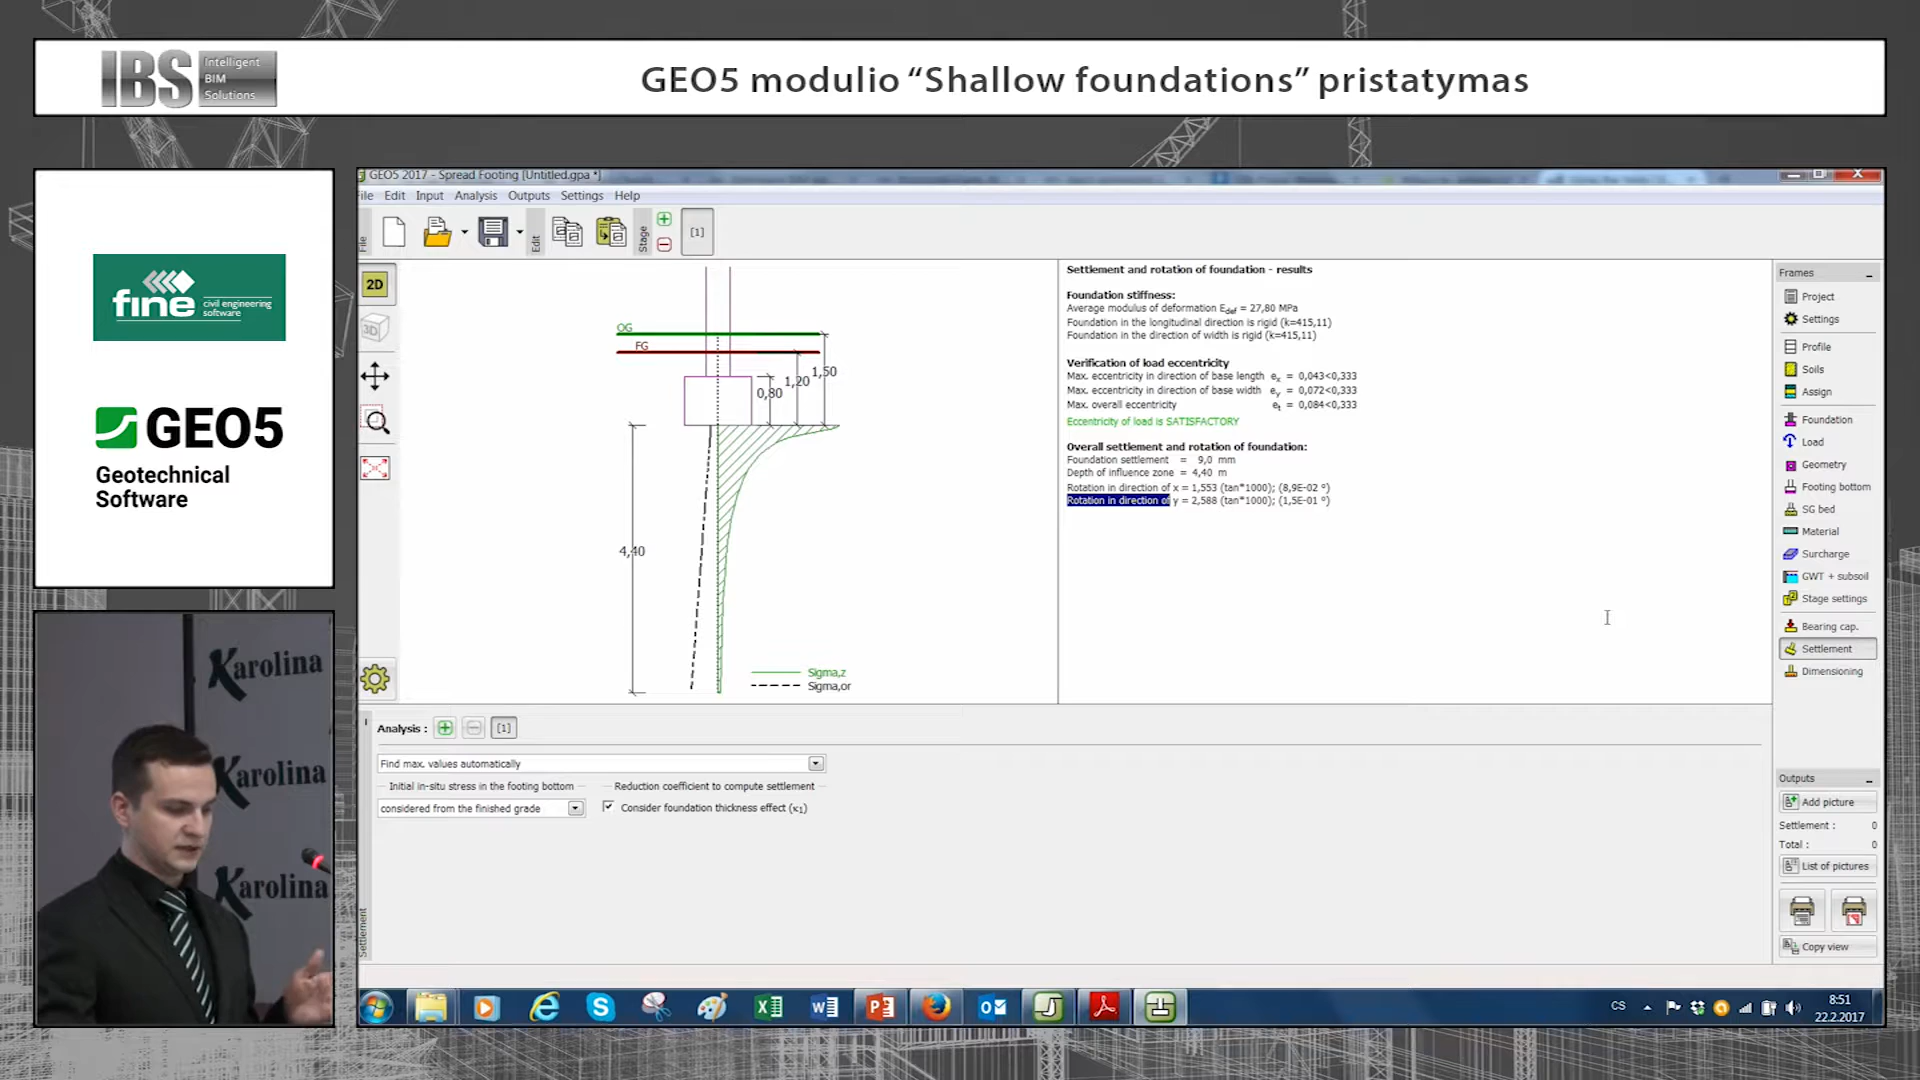 IBS Intelligent
BIM
Solutions
GEO5 modulio “Shallow foundations” pristatymas
fine civil engineering
software
GEO5
Geotechnical
Software
Karolina
Karolina
Karolina
GEO5 2017 - Spread Footing [Untitled.gpa *]
File Edit Input Analysis Outputs Settings Help
File
Edit
Stage
[1]
2D
3D
OG
FG
0,80
1,20
1,50
4,40
Sigma,z
Sigma,or
Settlement and rotation of foundation - results
Foundation stiffness:
Average modulus of deformation Edef = 27,80 MPa
Foundation in the longitudinal direction is rigid (k=415,11)
Foundation in the direction of width is rigid (k=415,11)
Verification of load eccentricity
Max. eccentricity in direction of base length ex = 0,043<0,333
Max. eccentricity in direction of base width ey = 0,072<0,333
Max. overall eccentricity et = 0,084<0,333
Eccentricity of load is SATISFACTORY
Overall settlement and rotation of foundation:
Foundation settlement = 9,0 mm
Depth of influence zone = 4,40 m
Rotation in direction of x = 1,553 (tan*1000); (8,9E-02 °)
Rotation in direction of y = 2,588 (tan*1000); (1,5E-01 °)
Frames
Project
Settings
Profile
Soils
Assign
Foundation
Load
Geometry
Footing bottom
SG bed
Material
Surcharge
GWT + subsoil
Stage settings
Bearing cap.
Settlement
Dimensioning
Outputs
Add picture
Settlement : 0
Total : 0
List of pictures
Copy view
Analysis : [1]
Find max. values automatically
Initial in-situ stress in the footing bottom
Reduction coefficient to compute settlement
considered from the finished grade
Consider foundation thickness effect (κ1)
Settlement
CS
8:51
22.2.2017